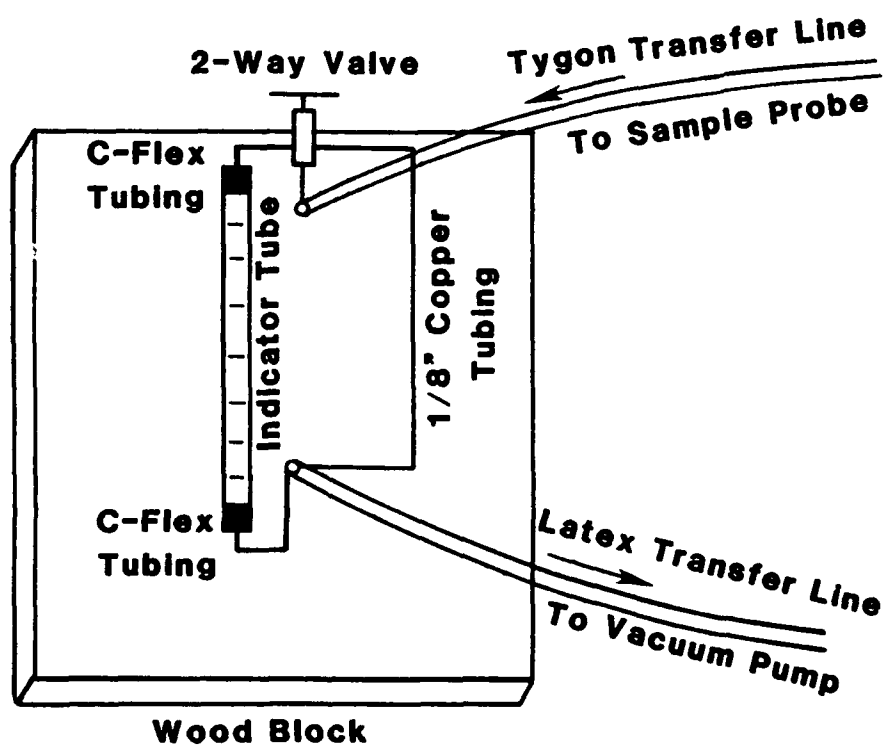 2-Way Valve
Tygon Transfer Line
To Sample Probe
C-Flex
Tubing
Indicator Tube
1/8" Copper
Tubing
C-Flex
Tubing
Latex Transfer Line
To Vacuum Pump
Wood Block